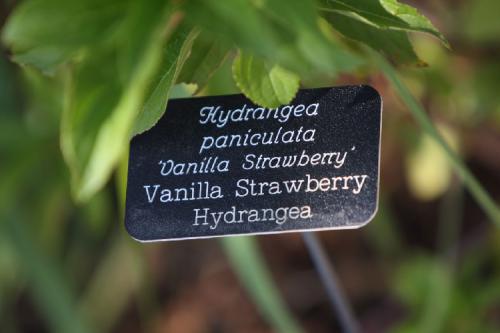 Hydrangea
paniculata
'Vanilla Strawberry'
Vanilla Strawberry
Hydrangea